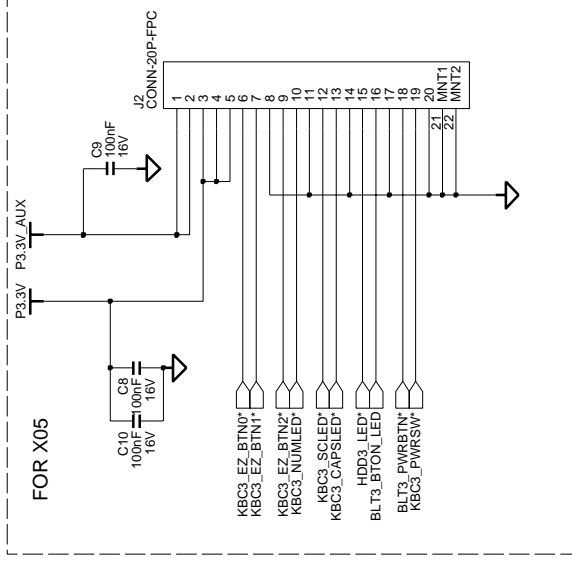 FOR X05
P3.3V
P3.3V_AUX
C10
100nF
16V
C8
100nF
16V
C9
100nF
16V
J2
CONN-20P-FPC
1
2
3
4
5
6
7
8
9
10
11
12
13
14
15
16
17
18
19
20
21
MNT1
22
MNT2
KBC3_EZ_BTN0*
KBC3_EZ_BTN1*
KBC3_EZ_BTN2*
KBC3_NUMLED*
KBC3_SCLED*
KBC3_CAPSLED*
HDD3_LED*
BLT3_BTON_LED
BLT3_PWRBTN*
KBC3_PWRSW*